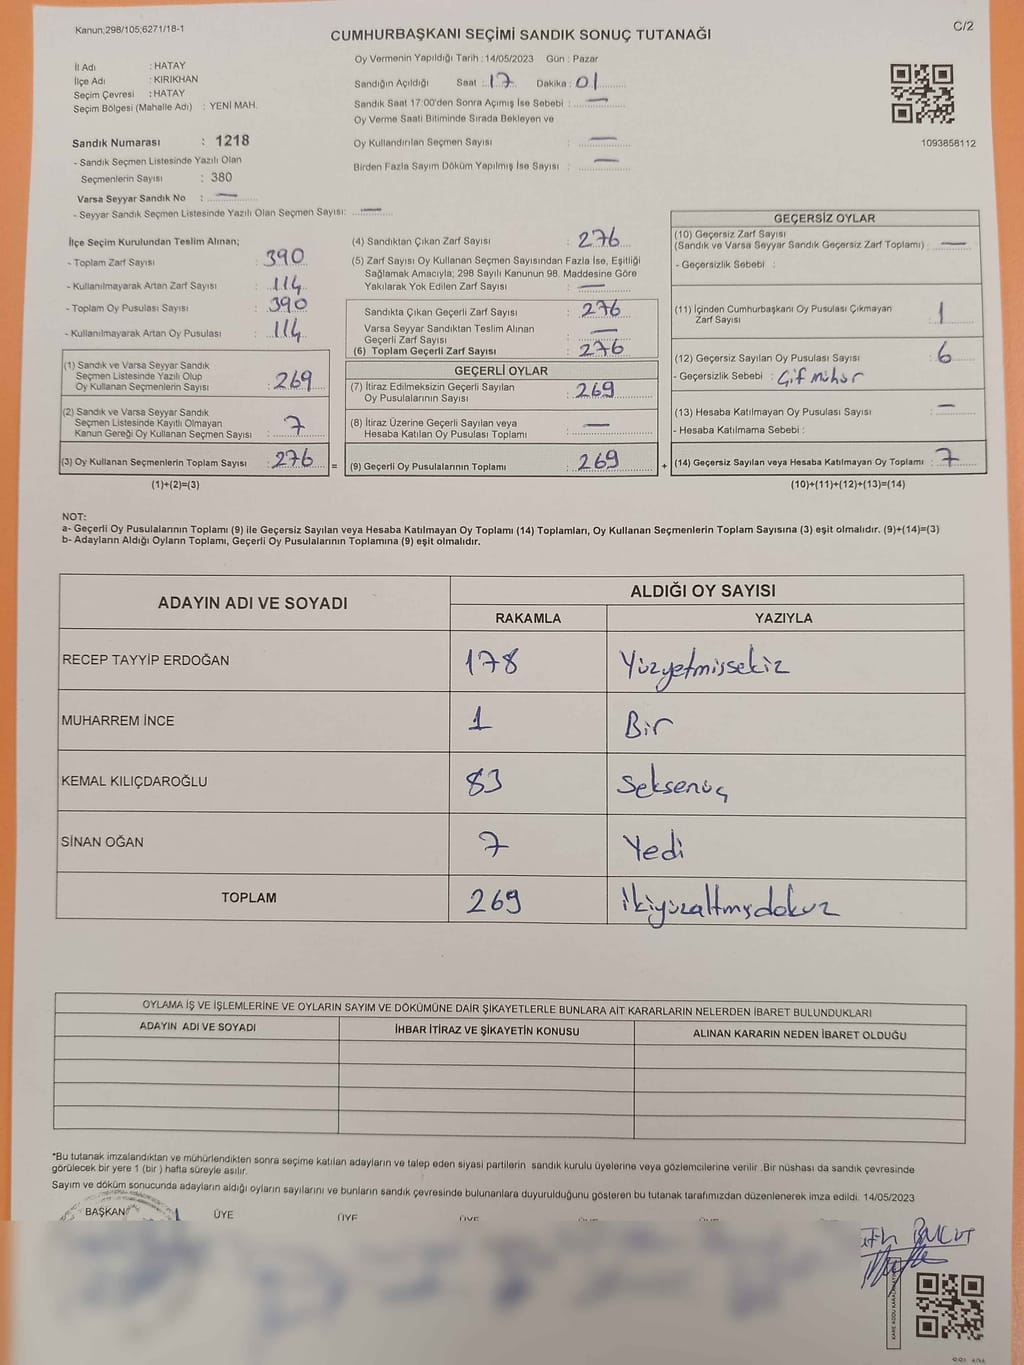 Kanun;298/105;6271/18-1
C/2
CUMHURBAŞKANI SEÇİMİ SANDIK SONUÇ TUTANAĞI
İl Adı : HATAY
İlçe Adı : KIRIKHAN
Seçim Çevresi : HATAY
Seçim Bölgesi (Mahalle Adı) : YENİ MAH.
Sandık Numarası : 1218
- Sandık Seçmen Listesinde Yazılı Olan
Seçmenlerin Sayısı : 380
Varsa Seyyar Sandık No : —
- Seyyar Sandık Seçmen Listesinde Yazılı Olan Seçmen Sayısı: —
Oy Vermenin Yapıldığı Tarih : 14/05/2023 Gün : Pazar
Sandığın Açıldığı Saat : 17 Dakika : 01
Sandık Saat 17:00'den Sonra Açımış İse Sebebi : —
Oy Verme Saati Bitiminde Sırada Bekleyen ve
Oy Kullandırılan Seçmen Sayısı : —
Birden Fazla Sayım Döküm Yapılmış İse Sayısı : —
1093858112
İlçe Seçim Kurulundan Teslim Alınan;
- Toplam Zarf Sayısı : 390
- Kullanılmayarak Artan Zarf Sayısı : 114
- Toplam Oy Pusulası Sayısı : 390
- Kullanılmayarak Artan Oy Pusulası : 114
(1) Sandık ve Varsa Seyyar Sandık
Seçmen Listesinde Yazılı Olup
Oy Kullanan Seçmenlerin Sayısı : 269
(2) Sandık ve Varsa Seyyar Sandık
Seçmen Listesinde Kayıtlı Olmayan
Kanun Gereği Oy Kullanan Seçmen Sayısı : 7
(3) Oy Kullanan Seçmenlerin Toplam Sayısı : 276
(1)+(2)=(3)
(4) Sandıktan Çıkan Zarf Sayısı : 276
(5) Zarf Sayısı Oy Kullanan Seçmen Sayısından Fazla İse, Eşitliği
Sağlamak Amacıyla; 298 Sayılı Kanunun 98. Maddesine Göre
Yakılarak Yok Edilen Zarf Sayısı : —
Sandıkta Çıkan Geçerli Zarf Sayısı : 276
Varsa Seyyar Sandıktan Teslim Alınan
Geçerli Zarf Sayısı : —
(6) Toplam Geçerli Zarf Sayısı : 276
GEÇERLİ OYLAR
(7) İtiraz Edilmeksizin Geçerli Sayılan
Oy Pusulalarının Sayısı : 269
(8) İtiraz Üzerine Geçerli Sayılan veya
Hesaba Katılan Oy Pusulası Toplamı : —
= (9) Geçerli Oy Pusulalarının Toplamı : 269 +
GEÇERSİZ OYLAR
(10) Geçersiz Zarf Sayısı
(Sandık ve Varsa Seyyar Sandık Geçersiz Zarf Toplamı) : —
- Geçersizlik Sebebi :
(11) İçinden Cumhurbaşkanı Oy Pusulası Çıkmayan
Zarf Sayısı : 1
(12) Geçersiz Sayılan Oy Pusulası Sayısı : 6
- Geçersizlik Sebebi : Çif mühür
(13) Hesaba Katılmayan Oy Pusulası Sayısı : —
- Hesaba Katılmama Sebebi :
(14) Geçersiz Sayılan veya Hesaba Katılmayan Oy Toplamı : 7
(10)+(11)+(12)+(13)=(14)
NOT:
a- Geçerli Oy Pusulalarının Toplamı (9) ile Geçersiz Sayılan veya Hesaba Katılmayan Oy Toplamı (14) Toplamları, Oy Kullanan Seçmenlerin Toplam Sayısına (3) eşit olmalıdır. (9)+(14)=(3)
b- Adayların Aldığı Oyların Toplamı, Geçerli Oy Pusulalarının Toplamına (9) eşit olmalıdır.
ADAYIN ADI VE SOYADI
ALDIĞI OY SAYISI
RAKAMLA YAZIYLA
RECEP TAYYİP ERDOĞAN 178 Yüzyetmişsekiz
MUHARREM İNCE 1 Bir
KEMAL KILIÇDAROĞLU 83 Seksenüç
SİNAN OĞAN 7 Yedi
TOPLAM 269 ikiyüzaltmışdokuz
OYLAMA İŞ VE İŞLEMLERİNE VE OYLARIN SAYIM VE DÖKÜMÜNE DAİR ŞİKAYETLERLE BUNLARA AİT KARARLARIN NELERDEN İBARET BULUNDUKLARI
ADAYIN ADI VE SOYADI İHBAR İTİRAZ VE ŞİKAYETİN KONUSU ALINAN KARARIN NEDEN İBARET OLDUĞU
*Bu tutanak imzalandıktan ve mühürlendikten sonra seçime katılan adayların ve talep eden siyasi partilerin sandık kurulu üyelerine veya gözlemcilerine verilir .Bir nüshası da sandık çevresinde
görülecek bir yere 1 (bir ) hafta süreyle asılır.
Sayım ve döküm sonucunda adayların aldığı oyların sayılarını ve bunların sandık çevresinde bulunanlara duyurulduğunu gösteren bu tutanak tarafımızdan düzenlenerek imza edildi. 14/05/2023
BAŞKAN ÜYE ÜYE ÜYE